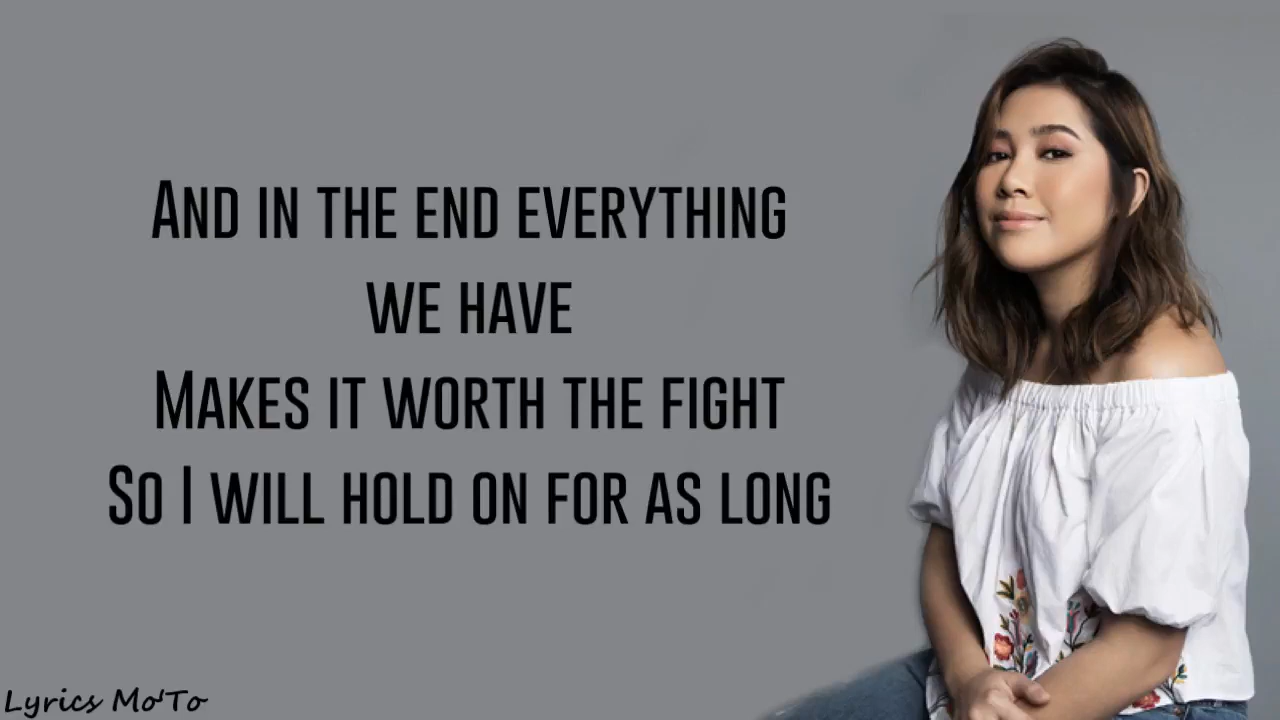 And in the end everything
we have
Makes it worth the fight
So I will hold on for as long
Lyrics Mo'To